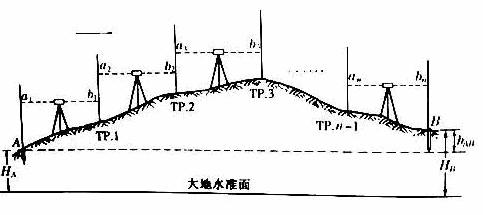 a₁ b₁ a₂ b₂ a₃ b₃ …… aₙ bₙ
A TP.1 TP.2 TP.3 TP.n-1 B
H_A h_AB H_B
大地水准面